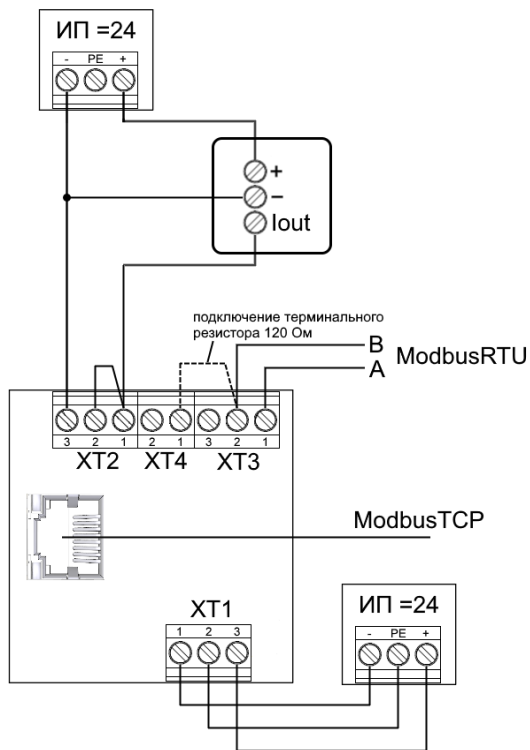 ИП =24
- PE +
+
–
Iout
подключение терминального
резистора 120 Ом
B
A
ModbusRTU
3 2 1 2 1 3 2 1
XT2 XT4 XT3
ModbusTCP
XT1
1 2 3
ИП =24
- PE +